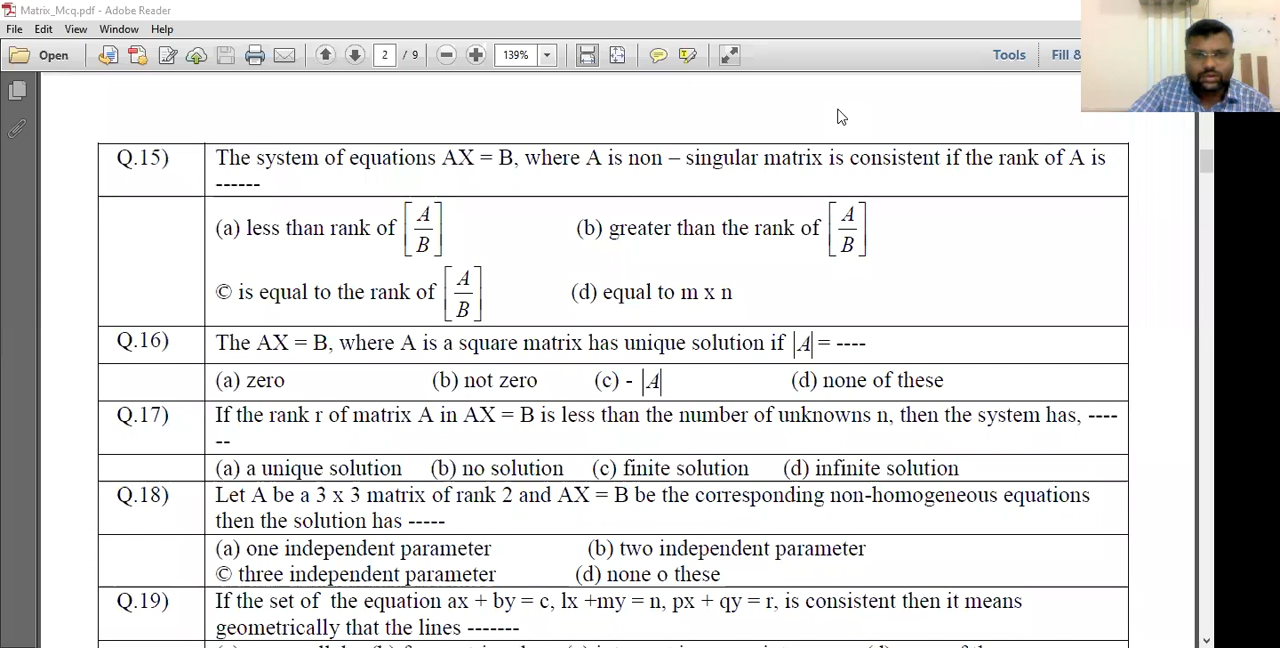 Matrix_Mcq.pdf - Adobe Reader
File Edit View Window Help
Open 2 / 9 139% Tools Fill &
Q.15) The system of equations AX = B, where A is non – singular matrix is consistent if the rank of A is
------
(a) less than rank of [A/B] (b) greater than the rank of [A/B]
© is equal to the rank of [A/B] (d) equal to m x n
Q.16) The AX = B, where A is a square matrix has unique solution if |A| = ----
(a) zero (b) not zero (c) - |A| (d) none of these
Q.17) If the rank r of matrix A in AX = B is less than the number of unknowns n, then the system has, ----
--
(a) a unique solution (b) no solution (c) finite solution (d) infinite solution
Q.18) Let A be a 3 x 3 matrix of rank 2 and AX = B be the corresponding non-homogeneous equations
then the solution has -----
(a) one independent parameter (b) two independent parameter
© three independent parameter (d) none o these
Q.19) If the set of the equation ax + by = c, lx +my = n, px + qy = r, is consistent then it means
geometrically that the lines -------